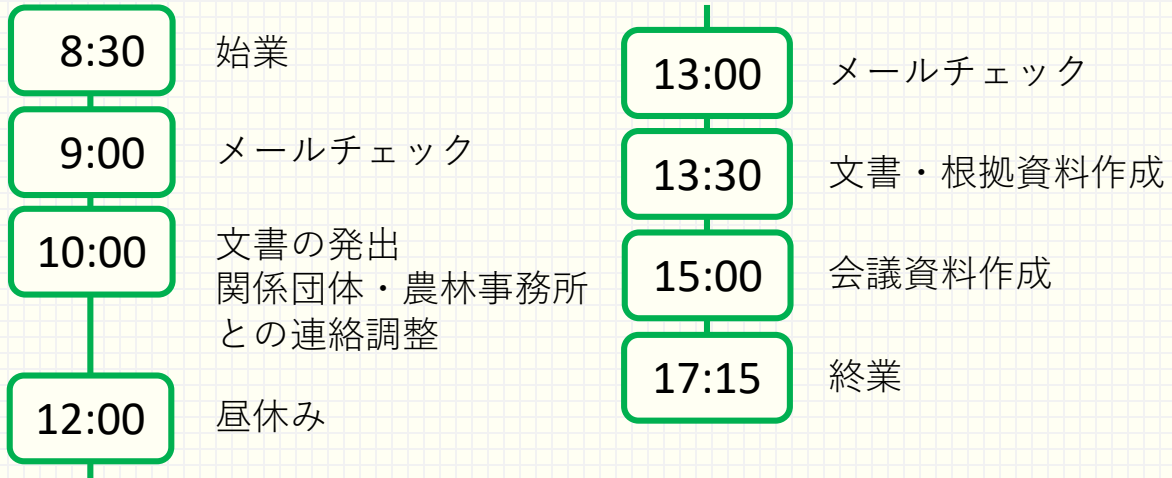 8:30 始業
9:00 メールチェック
10:00 文書の発出
関係団体・農林事務所
との連絡調整
12:00 昼休み
13:00 メールチェック
13:30 文書・根拠資料作成
15:00 会議資料作成
17:15 終業